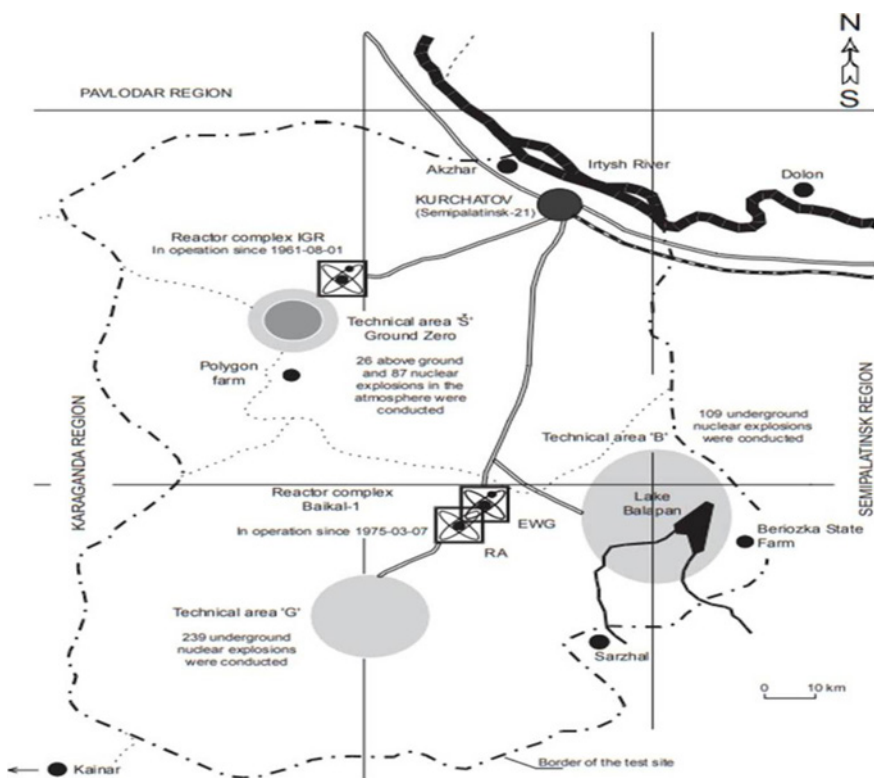 N
S
PAVLODAR REGION
Irtysh River
Akzhar
Dolon
KURCHATOV
(Semipalatinsk-21)
Reactor complex IGR
In operation since 1961-08-01
Technical area 'Š'
Ground Zero
26 above ground
and 87 nuclear
explosions in the
atmosphere were
conducted
Polygon
farm
KARAGANDA REGION
SEMIPALATINSK REGION
109 underground
nuclear explosions
were conducted
Technical area 'B'
Reactor complex
Baikal-1
In operation since 1975-03-07
EWG
RA
Lake
Balapan
Beriozka State
Farm
Technical area 'G'
239 underground
nuclear explosions
were conducted
Sarzhal
0 10 km
Border of the test site
Kainar